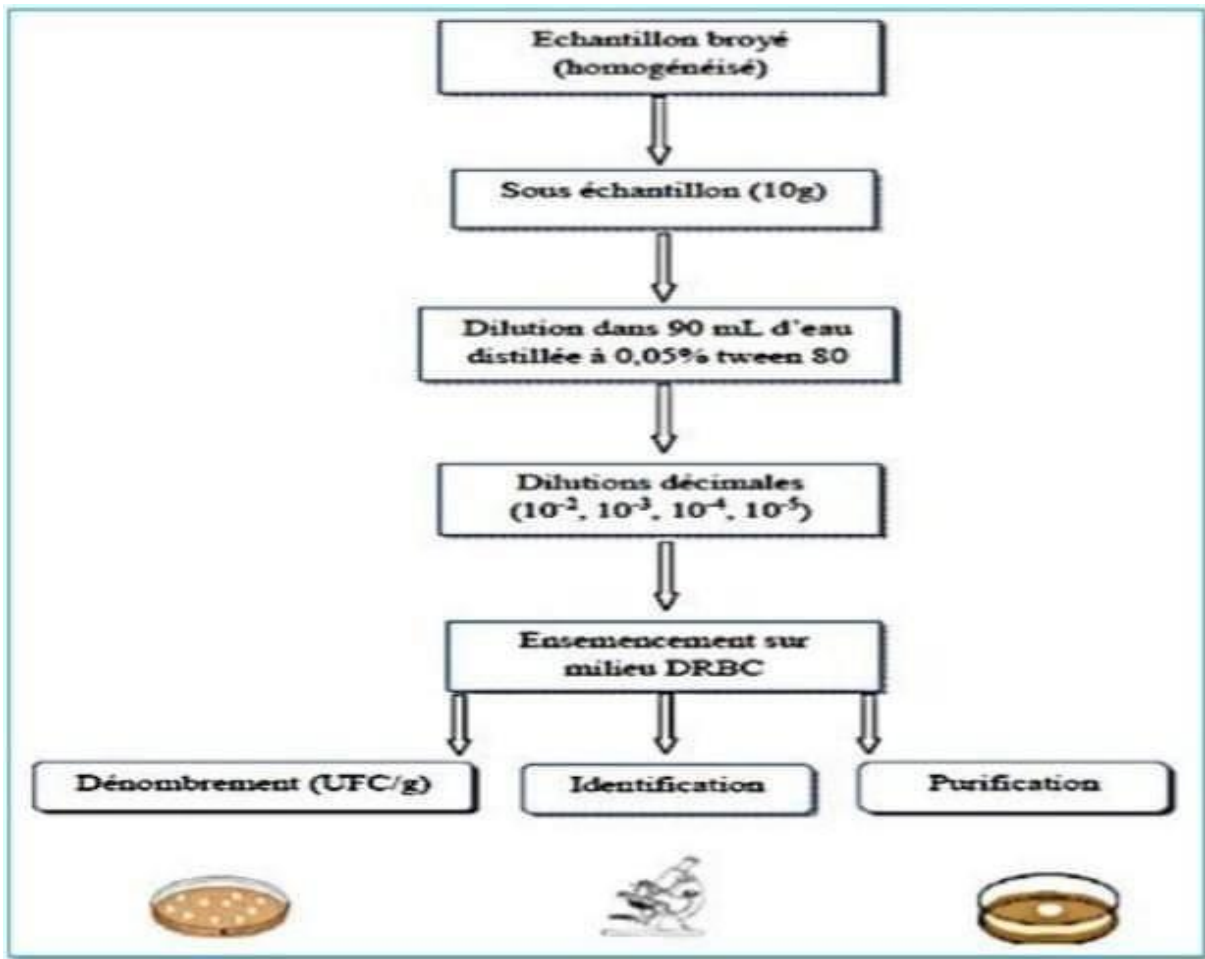 Echantillon broyé
(homogénéisé)
Sous échantillon (10g)
Dilution dans 90 mL d'eau
distillée à 0,05% tween 80
Dilutions décimales
(10⁻², 10⁻³, 10⁻⁴, 10⁻⁵)
Ensemencement sur
milieu DRBC
Dénombrement (UFC/g)
Identification
Purification